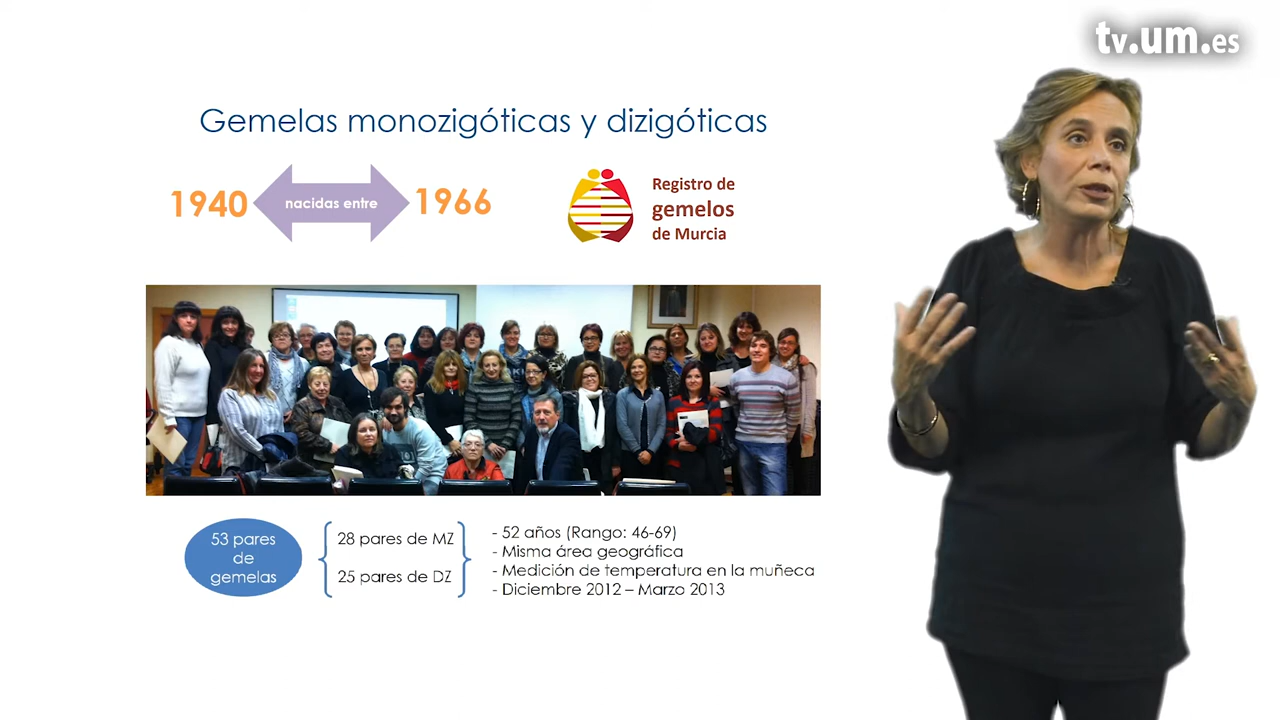 tv.um.es
Gemelas monozigóticas y dizigóticas
1940
nacidas entre
1966
Registro de
gemelos
de Murcia
53 pares
de
gemelas
28 pares de MZ
25 pares de DZ
- 52 años (Rango: 46-69)
- Misma área geográfica
- Medición de temperatura en la muñeca
- Diciembre 2012 – Marzo 2013